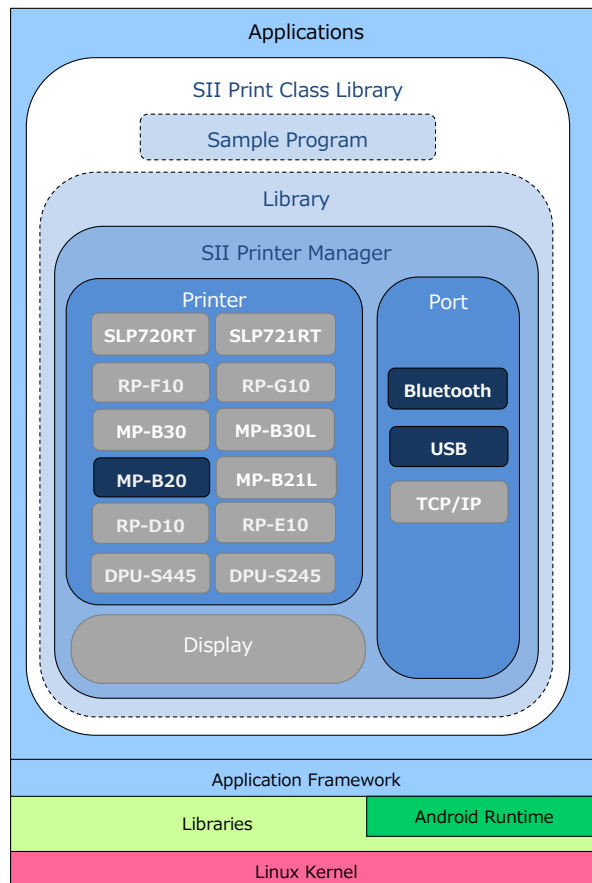 Applications
SII Print Class Library
Sample Program
Library
SII Printer Manager
Printer
SLP720RT SLP721RT
RP-F10 RP-G10
MP-B30 MP-B30L
MP-B20 MP-B21L
RP-D10 RP-E10
DPU-S445 DPU-S245
Display
Port
Bluetooth
USB
TCP/IP
Application Framework
Libraries
Android Runtime
Linux Kernel